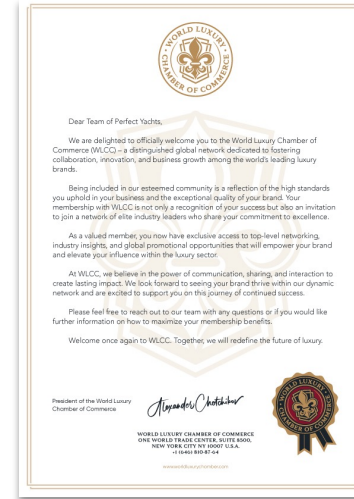 WORLD LUXURY
CHAMBER OF COMMERCE
Dear Team of Perfect Yachts,
We are delighted to officially welcome you to the World Luxury Chamber of
Commerce (WLCC) – a distinguished global network dedicated to fostering
collaboration, innovation, and business growth among the world's leading luxury
brands.
Being included in our esteemed community is a reflection of the high standards
you uphold in your business and the exceptional quality of your brand. Your
membership with WLCC is not only a recognition of your success but also an invitation
to join a network of elite industry leaders who share your commitment to excellence.
As a valued member, you now have exclusive access to top-level networking,
industry insights, and global promotional opportunities that will empower your brand
and elevate your influence within the luxury sector.
At WLCC, we believe in the power of communication, sharing, and interaction to
create lasting impact. We look forward to seeing your brand thrive within our dynamic
network and are excited to support you on this journey of continued success.
Please feel free to reach out to our team with any questions or if you would like
further information on how to maximize your membership benefits.
Welcome once again to WLCC. Together, we will redefine the future of luxury.
President of the World Luxury
Chamber of Commerce
Alexander Chetchikov
WORLD LUXURY CHAMBER OF COMMERCE
ONE WORLD TRADE CENTER, SUITE 8500,
NEW YORK CITY NY 10007 U.S.A.
+1 (646) 810-87-64
www.worldluxurychamber.com
WORLD LUXURY
CHAMBER OF COMMERCE